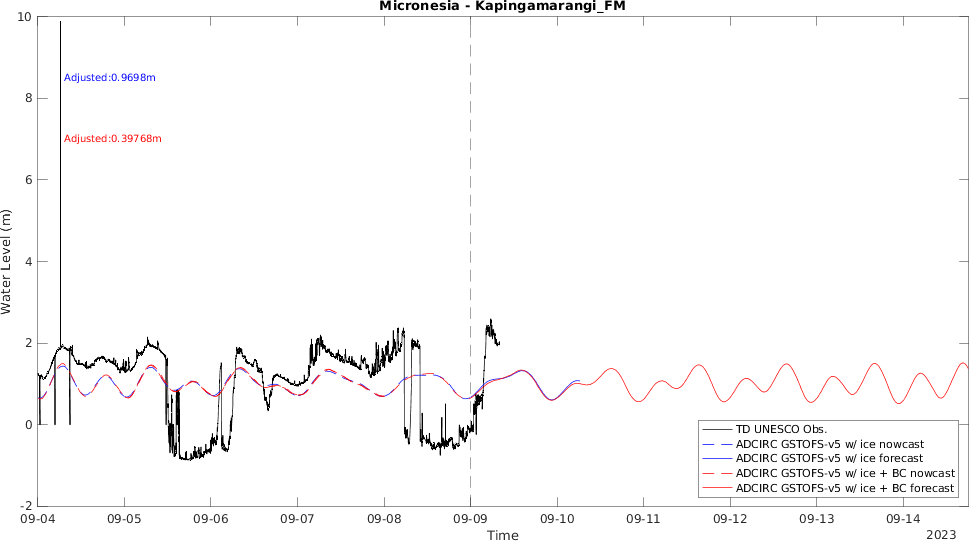 Micronesia - Kapingamarangi_FM
10
8
6
4
2
0
-2
Water Level (m)
Adjusted:0.9698m
Adjusted:0.39768m
TD UNESCO Obs.
ADCIRC GSTOFS-v5 w/ ice nowcast
ADCIRC GSTOFS-v5 w/ ice forecast
ADCIRC GSTOFS-v5 w/ ice + BC nowcast
ADCIRC GSTOFS-v5 w/ ice + BC forecast
09-04 09-05 09-06 09-07 09-08 09-09 09-10 09-11 09-12 09-13 09-14
Time
2023